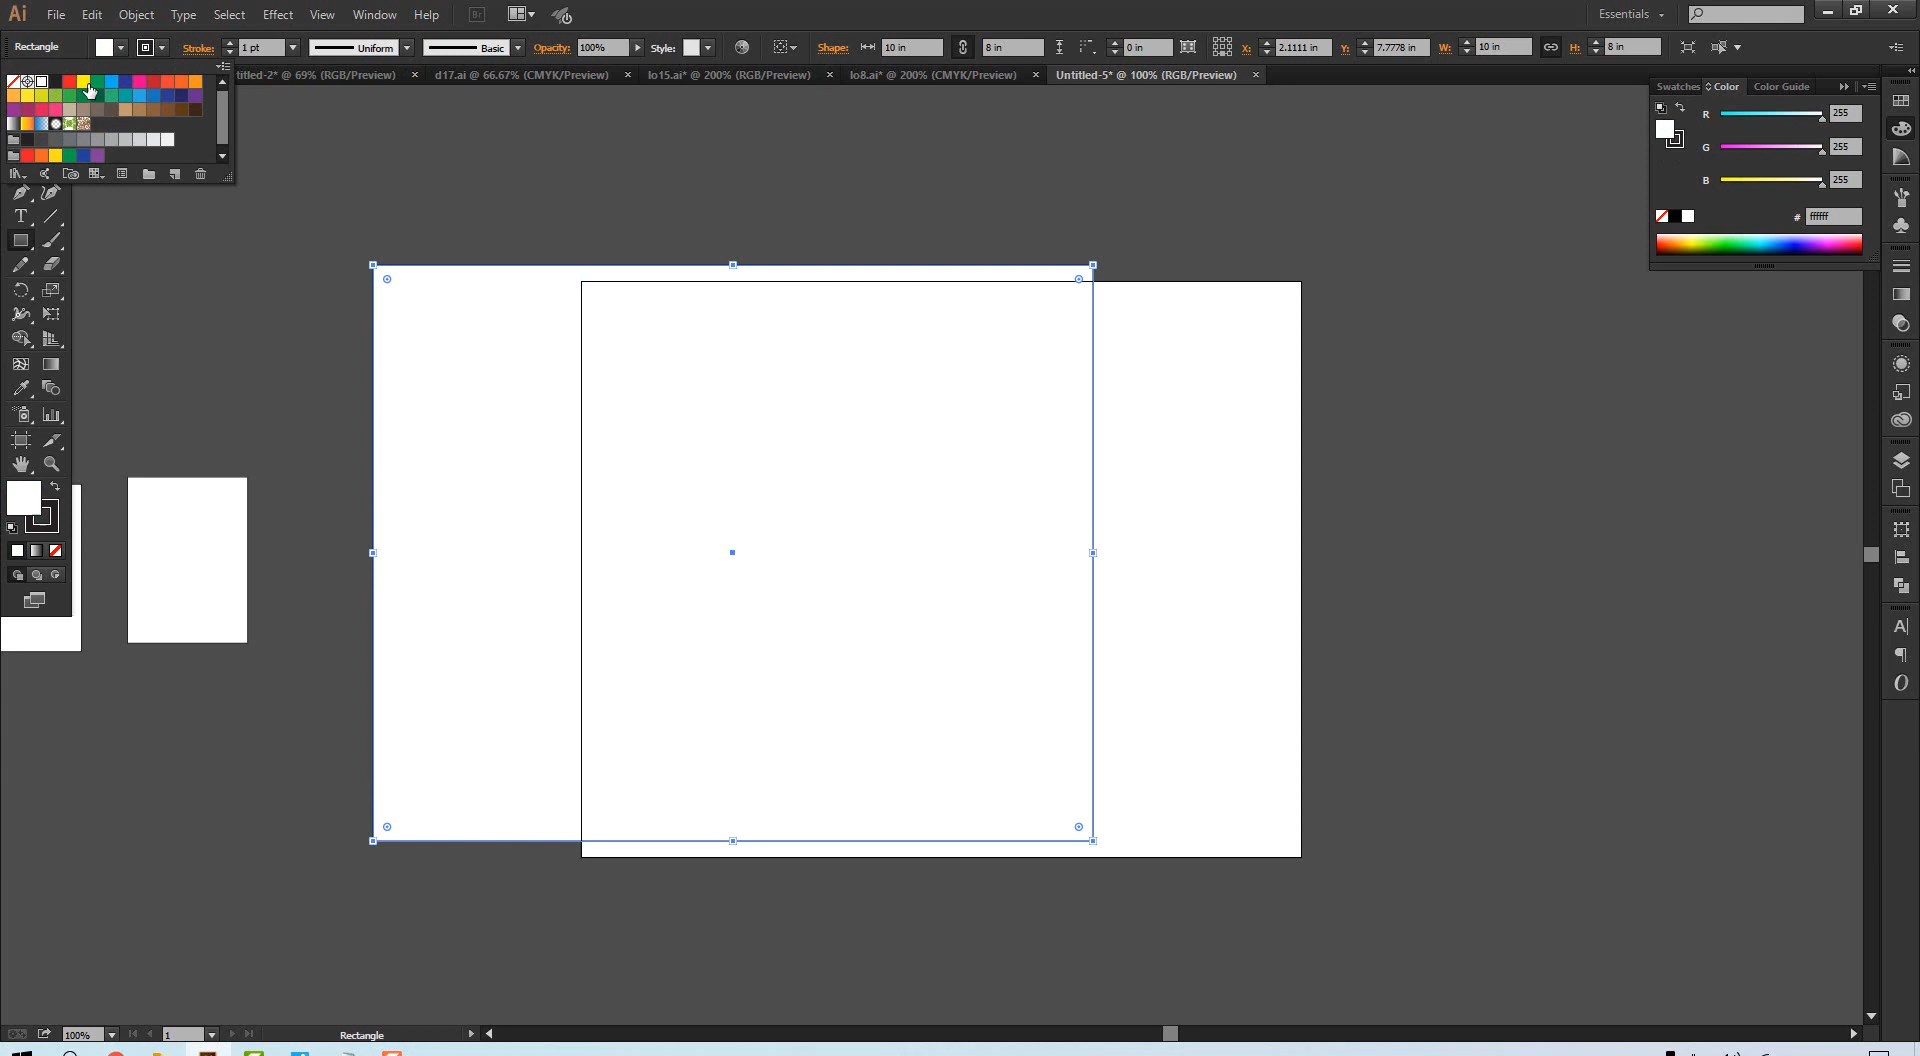 Ai File Edit Object Type Select Effect View Window Help Br Essentials
Rectangle Stroke: 1 pt Uniform Basic Opacity: 100% Style: Shape: 10 in 8 in 0 in X: 2.1111 in Y: 7.7778 in W: 10 in H: 8 in
titled-2* @ 69% (RGB/Preview) d17.ai @ 66.67% (CMYK/Preview) lo15.ai* @ 200% (RGB/Preview) lo8.ai* @ 200% (CMYK/Preview) Untitled-5* @ 100% (RGB/Preview)
Swatches Color Color Guide
R 255
G 255
B 255
# ffffff
T
A
O
100% 1 Rectangle